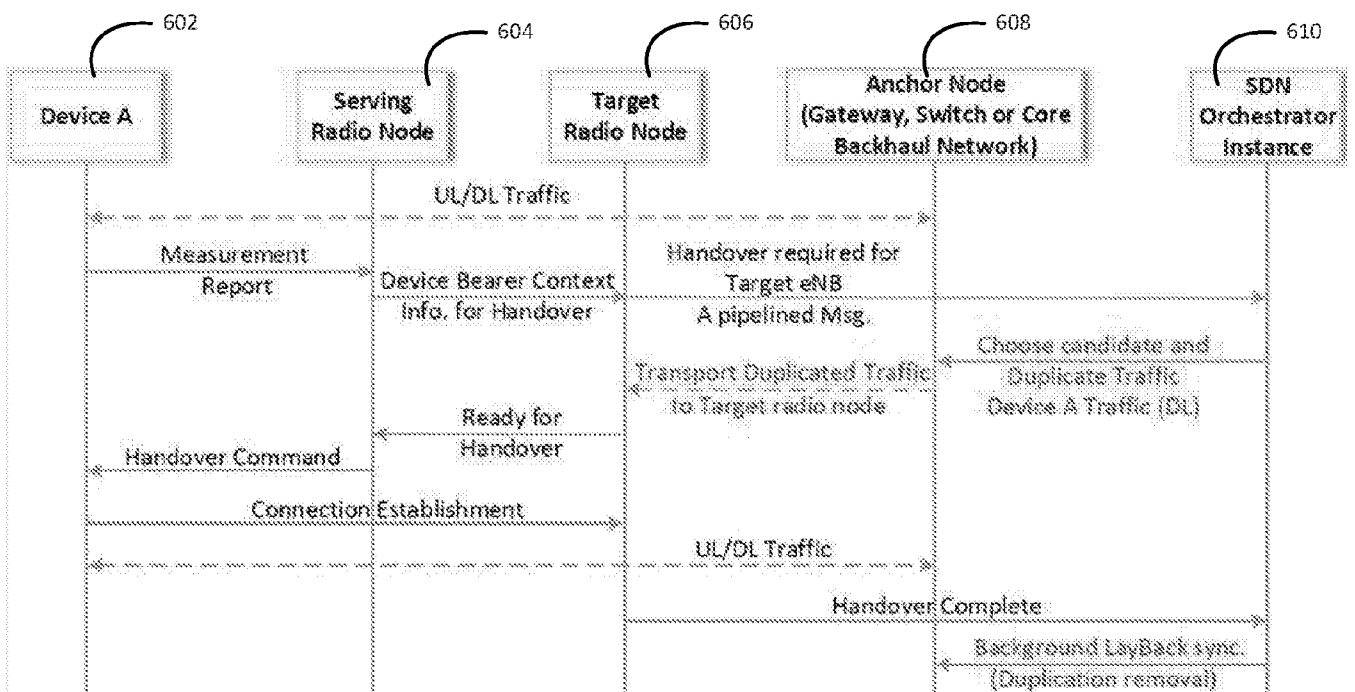 602
604
606
608
610
Device A
Serving
Radio Node
Target
Radio Node
Anchor Node
(Gateway, Switch or Core
Backhaul Network)
SDN
Orchestrator
Instance
UL/DL Traffic
Measurement
Report
Device Bearer Context
Info. for Handover
Handover required for
Target eNB
A pipelined Msg.
Choose candidate and
Duplicate Traffic
Device A Traffic (DL)
Transport Duplicated Traffic
to Target radio node
Ready for
Handover
Handover Command
Connection Establishment
UL/DL Traffic
Handover Complete
Background LayBack sync.
(Duplication removal)